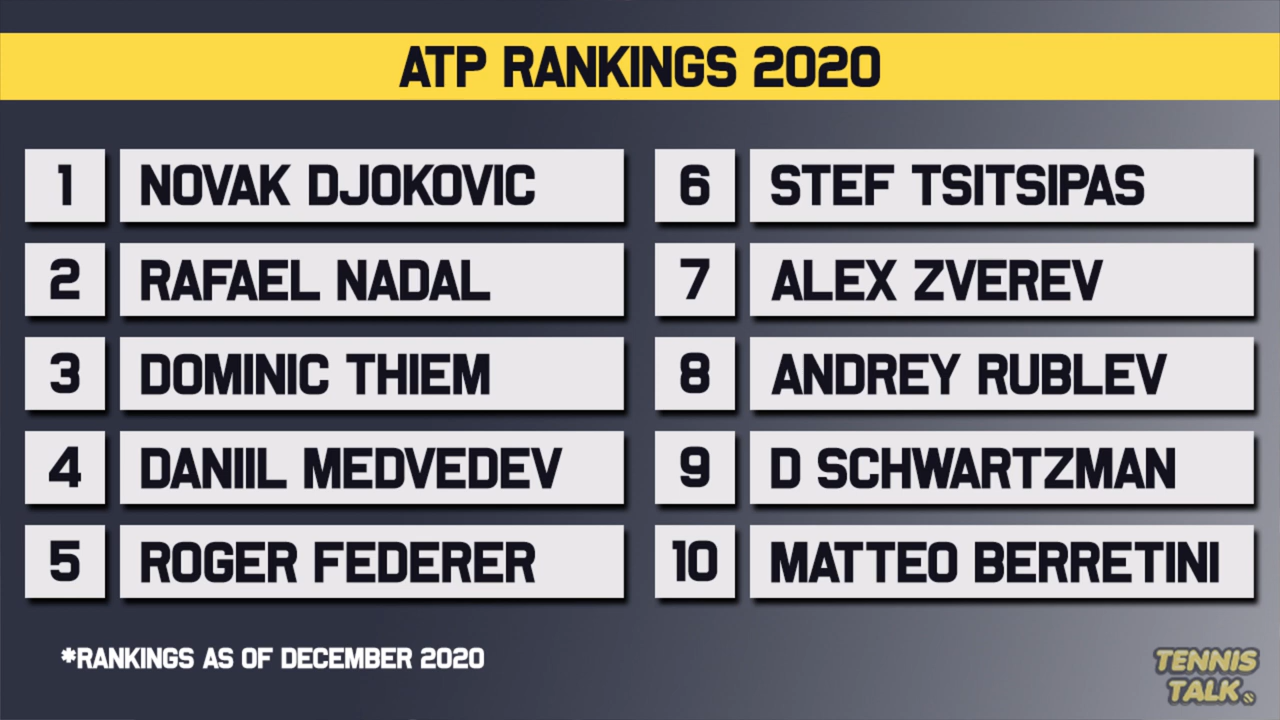 ATP RANKINGS 2020
1 NOVAK DJOKOVIC
2 RAFAEL NADAL
3 DOMINIC THIEM
4 DANIIL MEDVEDEV
5 ROGER FEDERER
6 STEF TSITSIPAS
7 ALEX ZVEREV
8 ANDREY RUBLEV
9 D SCHWARTZMAN
10 MATTEO BERRETINI
*RANKINGS AS OF DECEMBER 2020
TENNIS
TALK